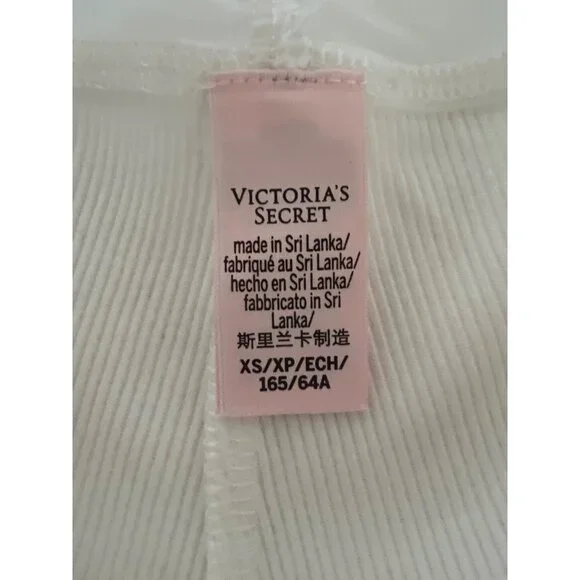 VICTORIA'S
SECRET
made in Sri Lanka/
fabriqué au Sri Lanka/
hecho en Sri Lanka/
fabbricato in Sri
Lanka/
斯里兰卡制造
XS/XP/ECH/
165/64A